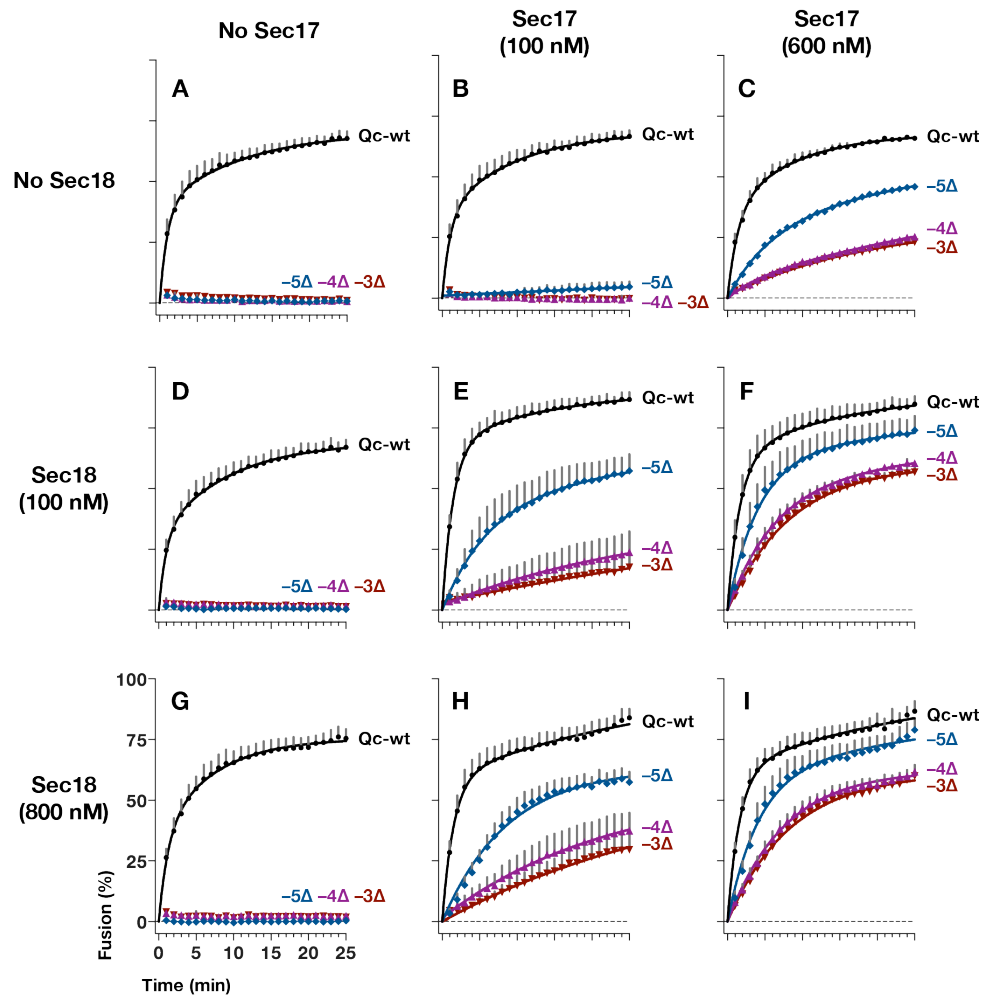 No Sec17
Sec17
(100 nM)
Sec17
(600 nM)
No Sec18
A
Qc-wt
–5Δ –4Δ –3Δ
B
Qc-wt
–5Δ
–4Δ –3Δ
C
Qc-wt
–5Δ
–4Δ
–3Δ
Sec18
(100 nM)
D
Qc-wt
–5Δ –4Δ –3Δ
E
Qc-wt
–5Δ
–4Δ
–3Δ
F
Qc-wt
–5Δ
–4Δ
–3Δ
Sec18
(800 nM)
G
Qc-wt
–5Δ –4Δ –3Δ
100
75
50
25
0
Fusion (%)
0 5 10 15 20 25
Time (min)
H
Qc-wt
–5Δ
–4Δ
–3Δ
I
Qc-wt
–5Δ
–4Δ
–3Δ